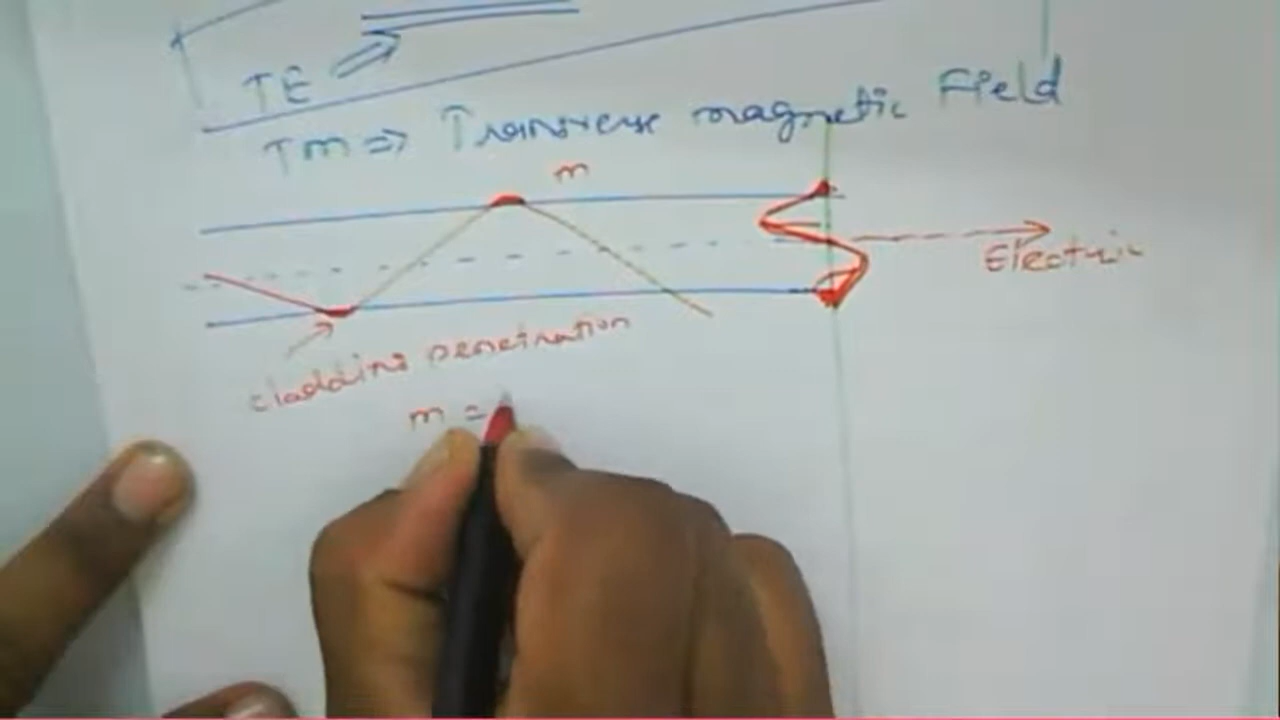 TE ⇒
Tm ⇒ Transverse magnetic Field
m
Electric
cladding penetration
m =